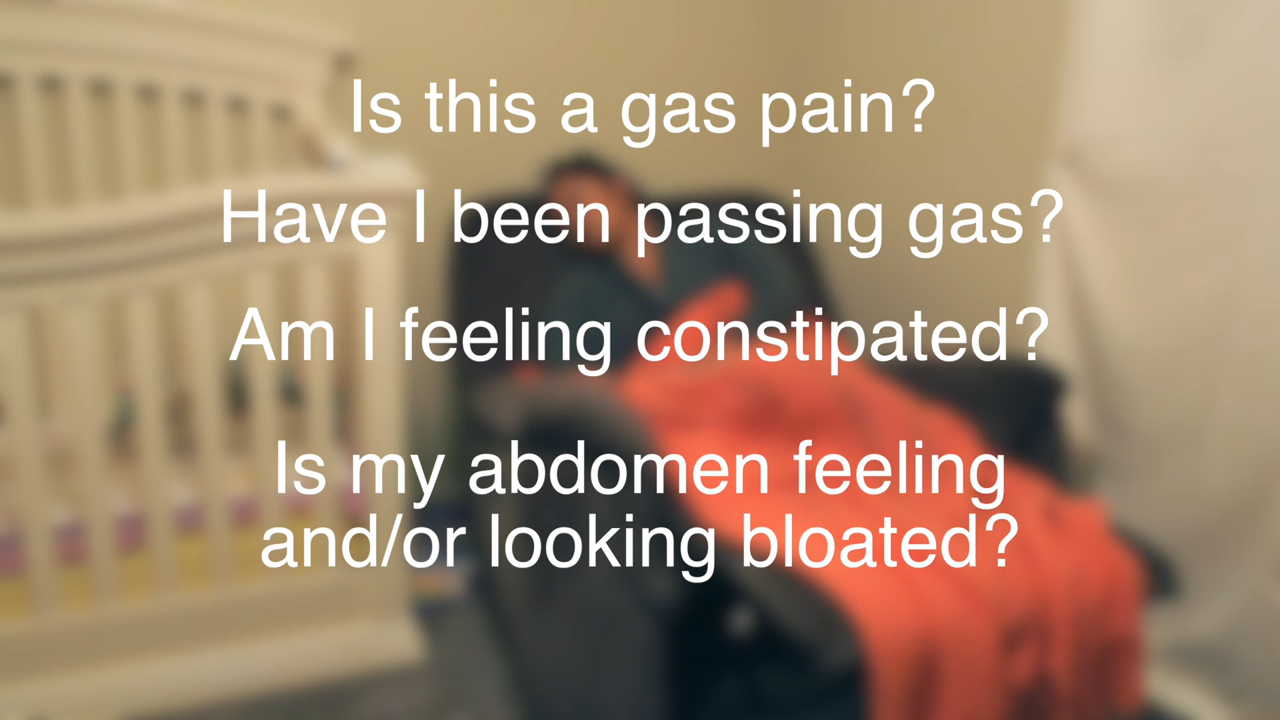 Is this a gas pain?
Have I been passing gas?
Am I feeling constipated?
Is my abdomen feeling
and/or looking bloated?